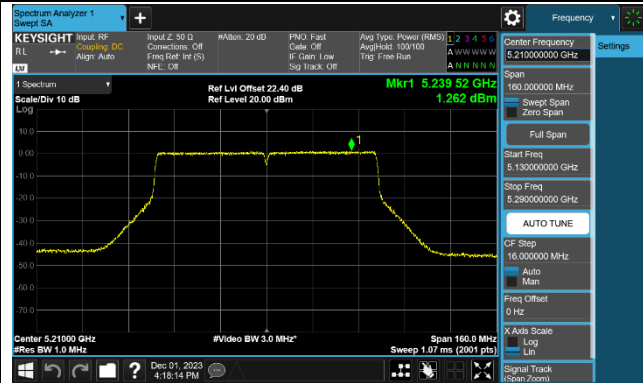 Spectrum Analyzer 1
Swept SA
Frequency
KEYSIGHT
Input: RF
Input Z: 50 Ω
#Atten: 20 dB
PNO: Fast
Avg Type: Power (RMS)
1 2 3 4 5 6
RL
Coupling: DC
Corrections: Off
Gate: Off
Avg|Hold: 100/100
A W W W W W
Align: Auto
Freq Ref: Int (S)
IF Gain: Low
Trig: Free Run
NFE: Off
Sig Track: Off
A N N N N N
LXI
1 Spectrum
Ref Lvl Offset 22.40 dB
Mkr1 5.239 52 GHz
Scale/Div 10 dB
Ref Level 20.00 dBm
1.262 dBm
Log
1
10.0
0.00
-10.0
-20.0
-30.0
-40.0
-50.0
-60.0
-70.0
Center 5.21000 GHz
#Video BW 3.0 MHz*
Span 160.0 MHz
#Res BW 1.0 MHz
Sweep 1.07 ms (2001 pts)
Dec 01, 2023
4:18:14 PM
Center Frequency
5.210000000 GHz
Settings
Span
160.000000 MHz
Swept Span
Zero Span
Full Span
Start Freq
5.130000000 GHz
Stop Freq
5.290000000 GHz
AUTO TUNE
CF Step
16.000000 MHz
Auto
Man
Freq Offset
0 Hz
X Axis Scale
Log
Lin
Signal Track
(Span Zoom)